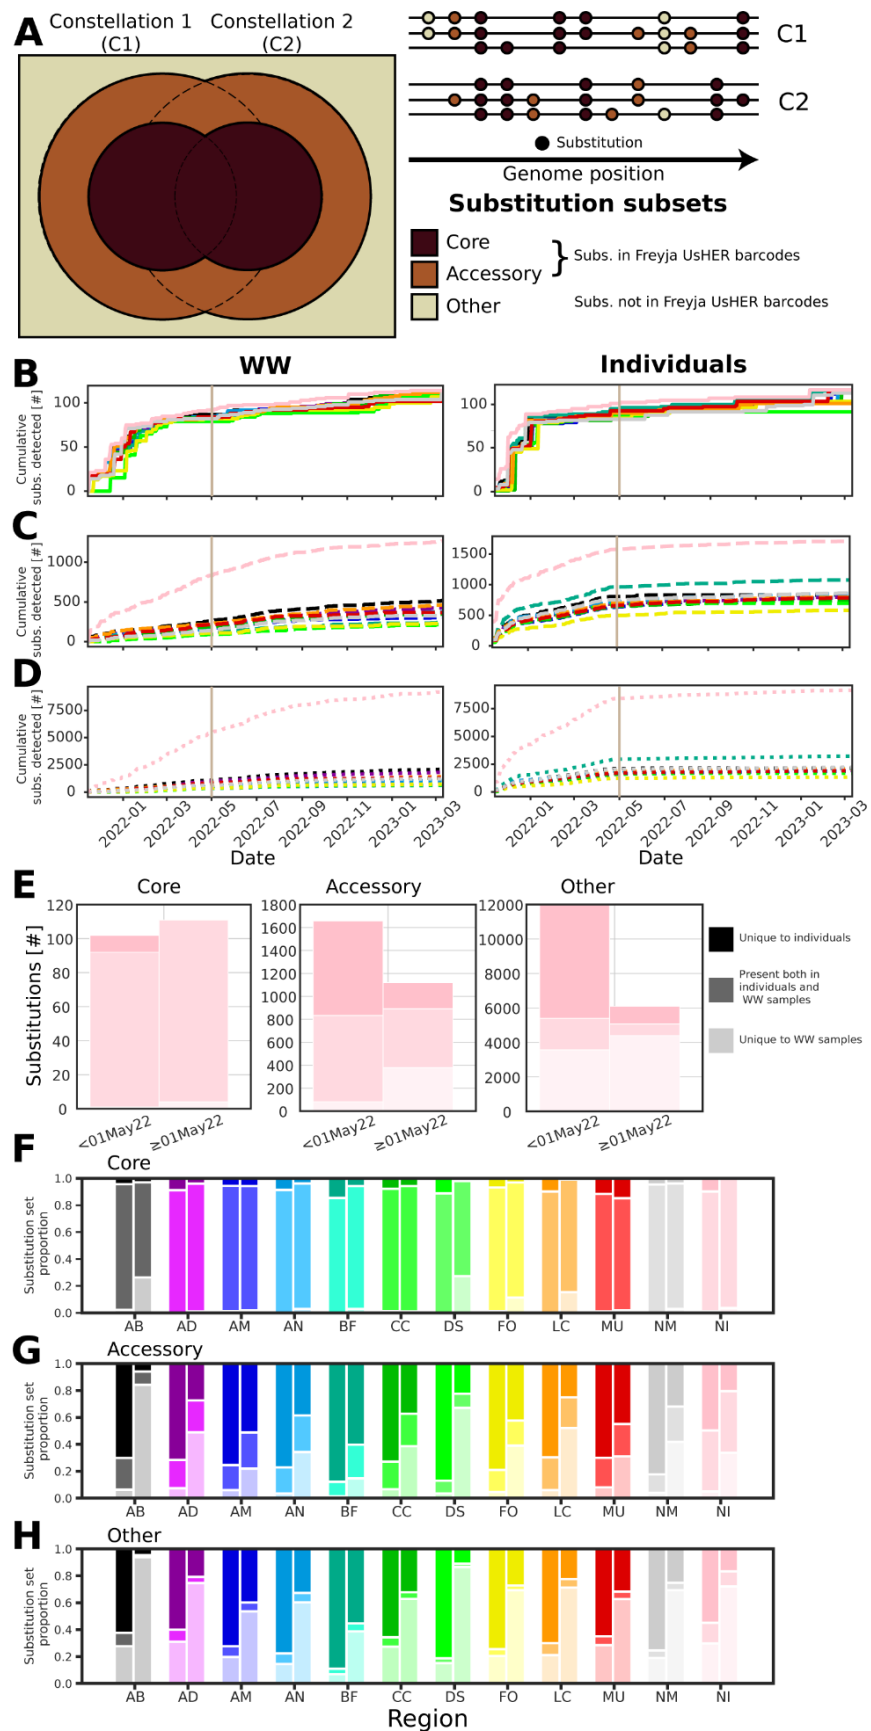 A
Constellation 1
(C1)
Constellation 2
(C2)
C1
C2
Substitution
Genome position
Substitution subsets
Core
Accessory
} Subs. in Freyja UsHER barcodes
Other
Subs. not in Freyja UsHER barcodes
WW
Individuals
B
Cumulative
subs. detected [#]
100
50
0
100
50
0
C
Cumulative
subs. detected [#]
1000
500
0
1500
1000
500
0
D
Cumulative
subs. detected [#]
7500
5000
2500
0
7500
5000
2500
0
2022-01
2022-03
2022-05
2022-07
2022-09
2022-11
2023-01
2023-03
Date
2022-01
2022-03
2022-05
2022-07
2022-09
2022-11
2023-01
2023-03
Date
E
Core
Accessory
Other
Substitutions [#]
120
100
80
60
40
20
0
1800
1600
1400
1200
1000
800
600
400
200
0
12000
10000
8000
6000
4000
2000
0
<01May22
≥01May22
<01May22
≥01May22
<01May22
≥01May22
Unique to individuals
Present both in
individuals and
WW samples
Unique to WW samples
F
Core
Substitution set
proportion
1.0
0.8
0.6
0.4
0.2
0.0
AB AD AM AN BF CC DS FO LC MU NM NI
G
Accessory
Substitution set
proportion
1.0
0.8
0.6
0.4
0.2
0.0
AB AD AM AN BF CC DS FO LC MU NM NI
H
Other
Substitution set
proportion
1.0
0.8
0.6
0.4
0.2
0.0
AB AD AM AN BF CC DS FO LC MU NM NI
Region